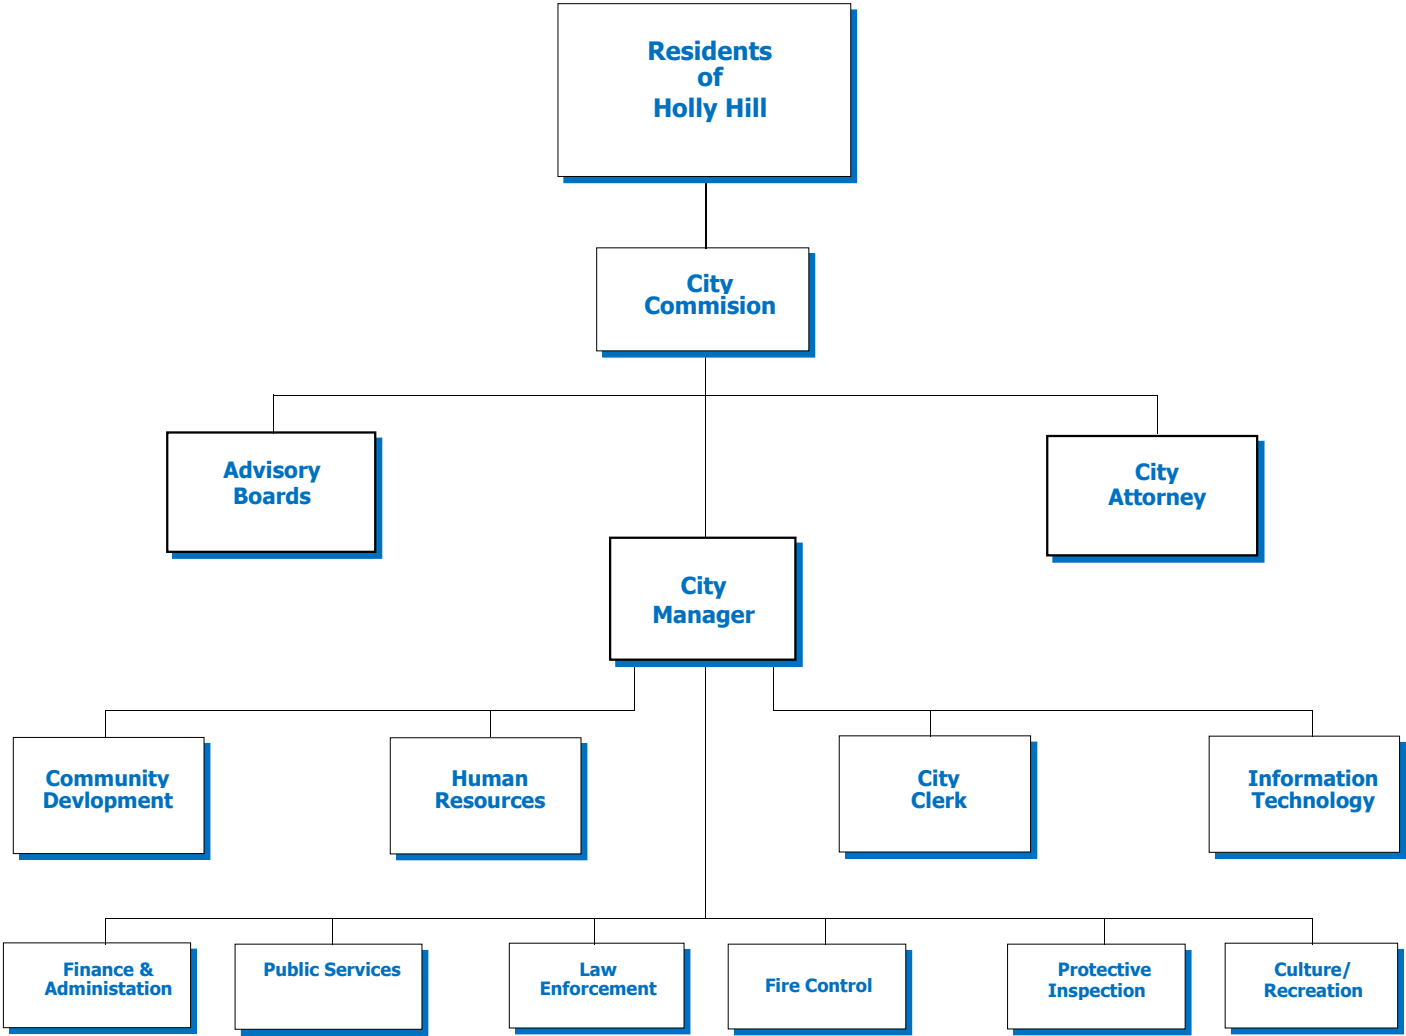 Residents
of
Holly Hill
City
Commision
Advisory
Boards
City
Attorney
City
Manager
Community
Devlopment
Human
Resources
City
Clerk
Information
Technology
Finance &
Administation
Public Services
Law
Enforcement
Fire Control
Protective
Inspection
Culture/
Recreation